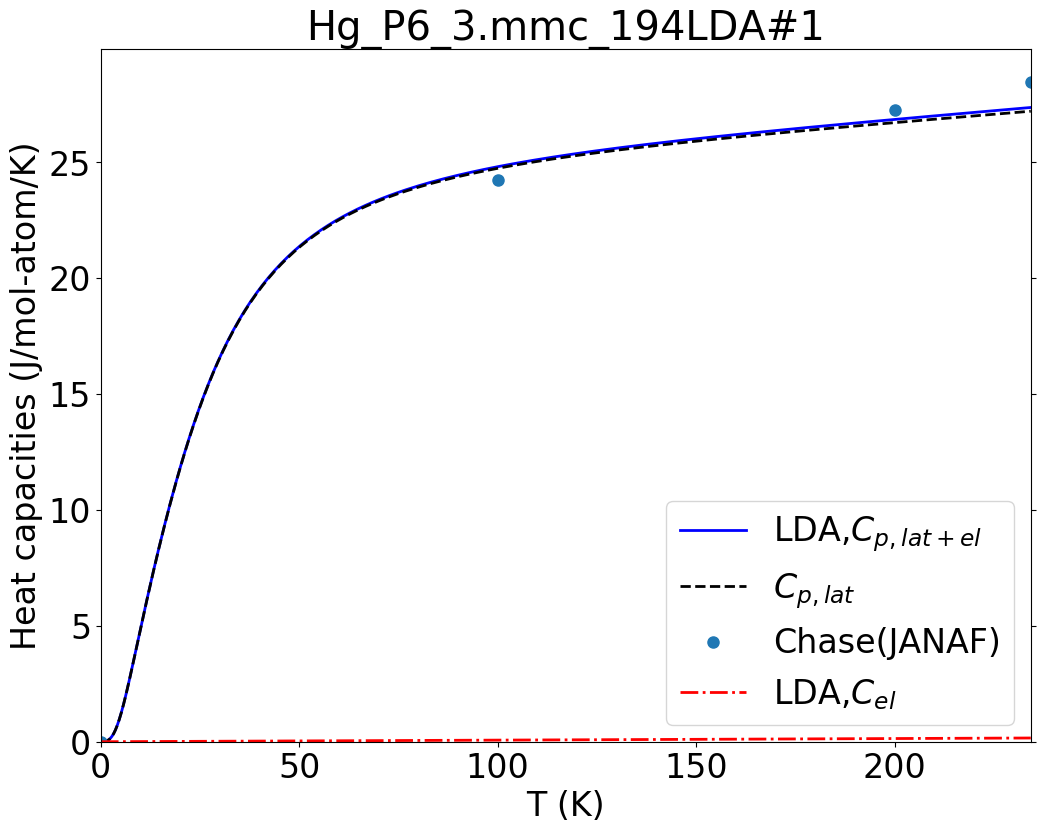 Hg_P6_3.mmc_194LDA#1
Heat capacities (J/mol-atom/K)
25
20
15
10
5
0
0 50 100 150 200
T (K)
LDA,C_{p, lat + el}
C_{p, lat}
Chase(JANAF)
LDA,C_{el}